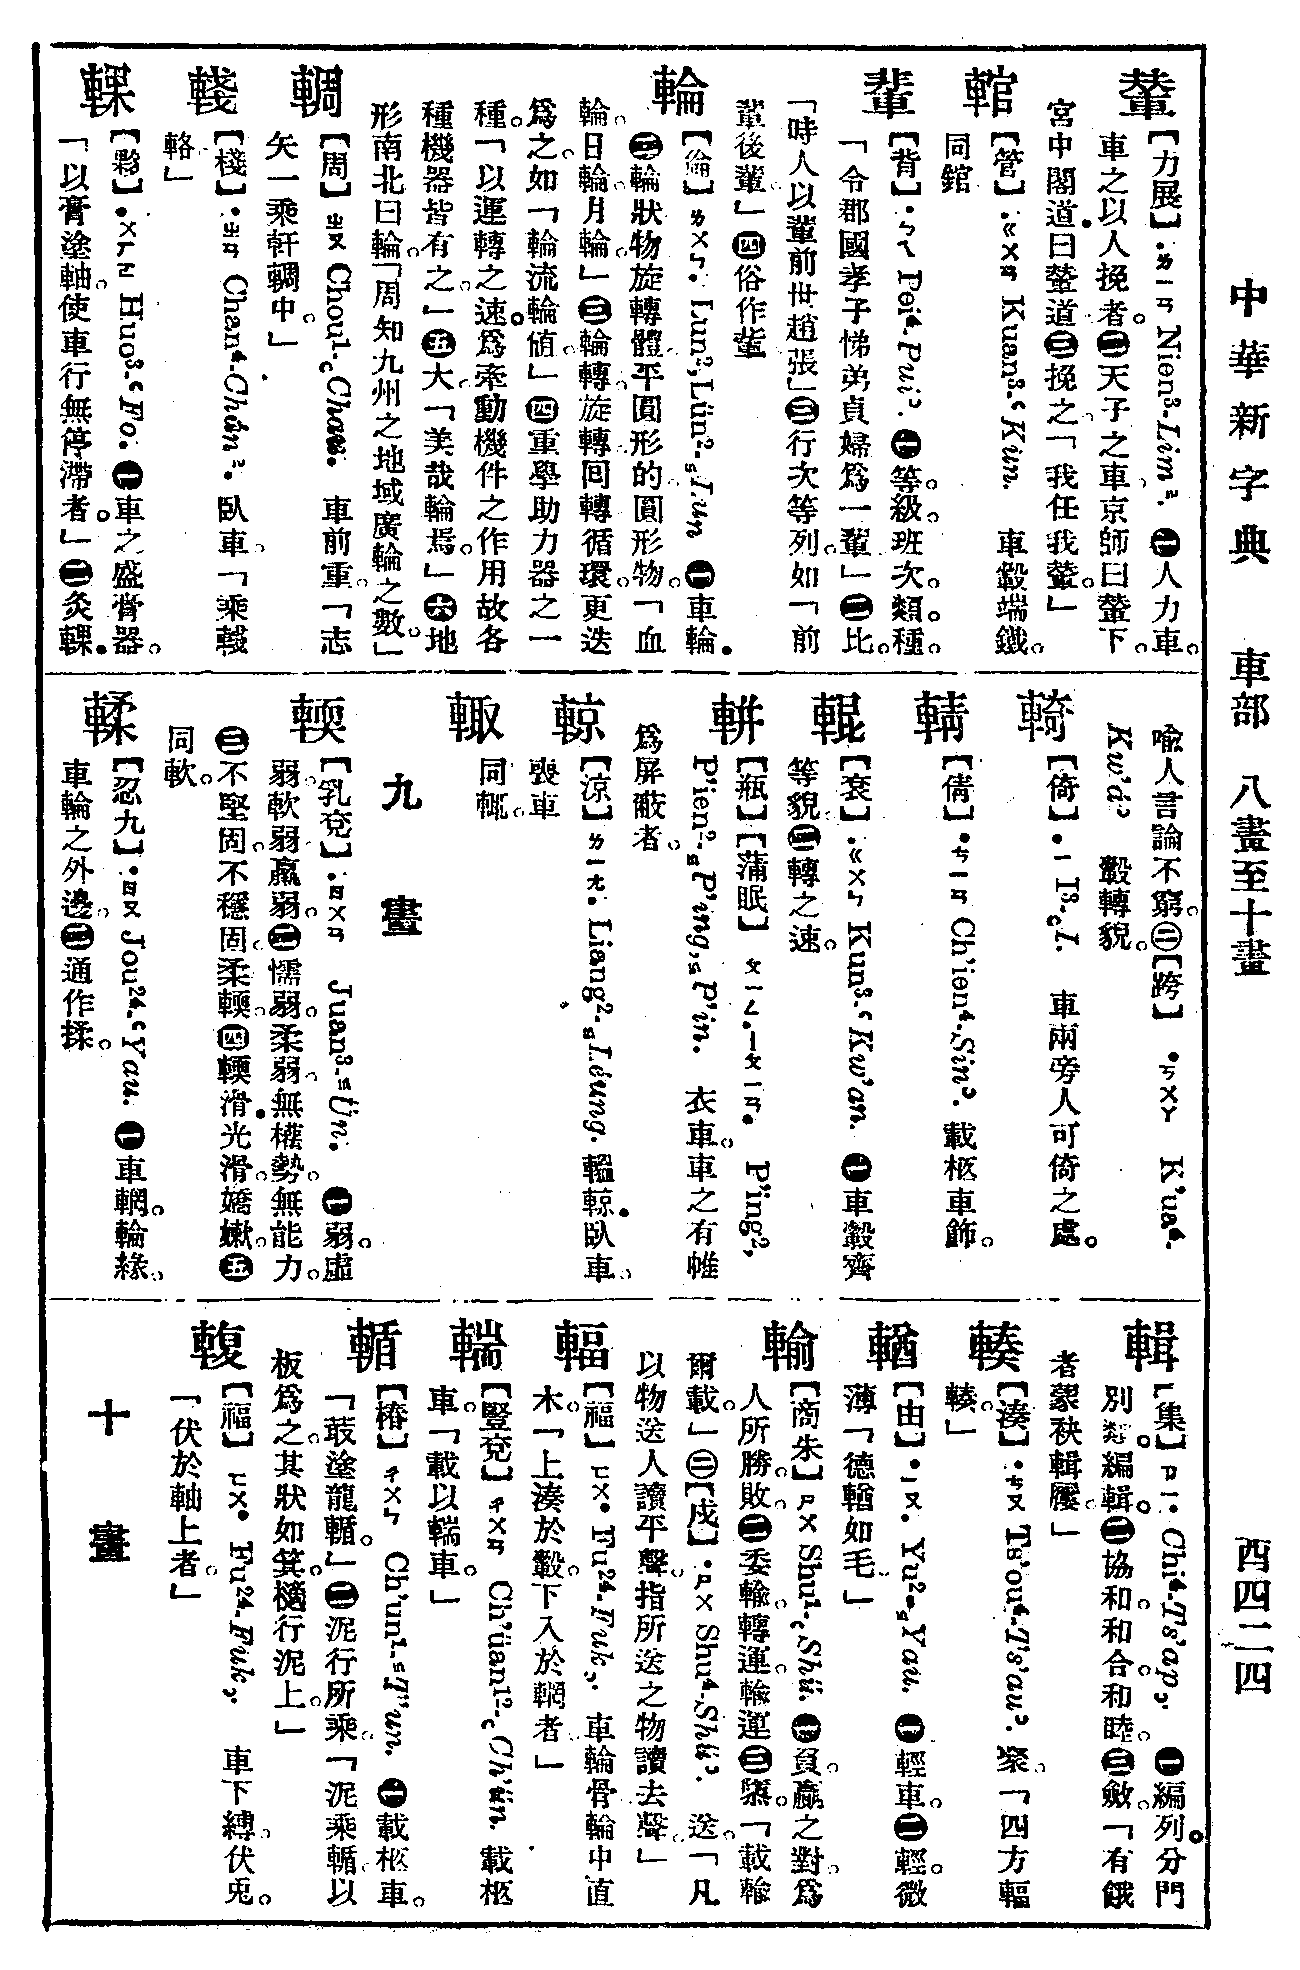 中華新字典　車部　八畫至十畫　西四二四
輦
【力展】•ㄌㄧㄢ Nien³-Lim². ㊀人力車。
車之以人挽者。㊁天子之車京師曰輦下。
宮中閣道曰輦道㊂挽之「我任我輦。」
輨
【管】•ㄍㄨㄢ Kuan³-ʿKún. 車轂端鐵。
同錧
輩
【背】•ㄅㄟ Pei⁴-Puiʾ. ㊀等級。班次。類種。
「令郡國孝子悌弟貞婦爲一輩」㊁比。
「時人以輩前世趙張」㊂行次等列。如「前
輩後輩」㊃俗作軰
輪
【倫】ㄌㄨㄣ. Lun², Lün²-Lun ㊀車輪.
㊁輪狀物旋轉體。平圓形的。圓形物。「血
輪。日輪。月輪。」㊂輪轉。旋轉回轉循環。更迭
爲之。如「輪流輪値」㊃重學助力器之一
種。「以運轉之速。爲牽動機件之作用故各
種機器皆有之。」㊄大。「美哉輪焉。」㊅地
形南北曰輪。「周知九州之地域廣輪之數」
輖
【周】ㄓㄡ Chou¹-Chau. 車前重。「志
矢一乘軒輖中。」
輚
【棧】•ㄓㄢ Chan⁴-Chánʾ. 臥車。「乘輚
輅」
輠
【夥】•ㄨㄏㄛ Huo³-ʿFo. ㊀車之盛膏器。
「以膏塗軸。使車行無停滯者。」㊁炙輠.
喩人言論不窮。㊁【跨】 •ㄎㄨㄚ K'ua⁴-
Kw'áʾ 轂轉貌。
輢
【倚】•ㄧ I³-I. 車兩旁人可倚之處。
輤
【倩】•ㄘㄧㄢ Ch'ien⁴-Sinʾ. 載柩車飾。
輥
【袞】•ㄍㄨㄣ Kun³-ʿKw'an. ㊀車轂齊
等貌。㊁轉之速。
軿
【瓶】【蒲眠】 ㄆㄧㄥ.ㄧㄆㄧㄢ. P'ing²,
P'ien²-P'ing, P'in. 衣車。車之有帷
爲屏蔽者。
輬
【涼】ㄌㄧㄤ. Liang²-Léung. 轀輬.臥車。
喪車
輙
同輒。
九　畫
輭
【乳兗】•ㄖㄨㄢ Juan³-Ün. ㊀弱。虛
弱。軟弱羸弱。㊁懦弱。柔弱。無權勢。無能力。
㊂不堅固。不穩固。柔輭。㊃輭滑.光滑。嬌嫩。㊄
同軟。
輮
【忍九】•ㄖㄡ Jou²⁴-ʿYau. ㊀車輞。輪緣。
車輪之外邊。㊁通作揉。
輯
【集】ㄗㄧ• Chi⁴-Ts'ap, ㊀編列。分門
別類。編輯。㊁協和。和合。和睦。㊂斂。「有餓
者蒙袂輯屨。」
輳
【湊】•ㄘㄡ Ts'ou⁴-Ts'auʾ. 聚。「四方輻
輳。」
輶
【由】•ㄧㄡ. Yu²-Yau. ㊀輕車。㊁輕。微
薄「德輶如毛」
輸
【商朱】ㄕㄨ Shu¹-Shü. ㊀負。贏之對。爲
人所勝。敗。㊁委輸。轉運。輸運㊂墮。「載輸
爾載。」㊁【戍】•ㄕㄨ Shu⁴-Shüʾ. 送。「凡
以物送人讀平聲。指所送之物讀去聲。」
輻
【福】ㄈㄨ• Fu²⁴-Fuk, 車輪骨輪中直
木。「上湊於轂。下入於輞者。」
輲
【豎兗】•ㄔㄨㄢ Ch'üan¹²-Ch'ün. 載柩
車。「載以輲車。」
輴
【椿】ㄔㄨㄣ Ch'un¹-T'un. ㊀載柩車。
「菆塗龍輴。」㊁泥行所乘。「泥乘輴。以
板爲之。其狀如箕。擿行泥上。」
輹
【福】ㄈㄨ• Fu²⁴-Fuk, 車下縛。伏兎。
「伏於軸上者。」
十　畫